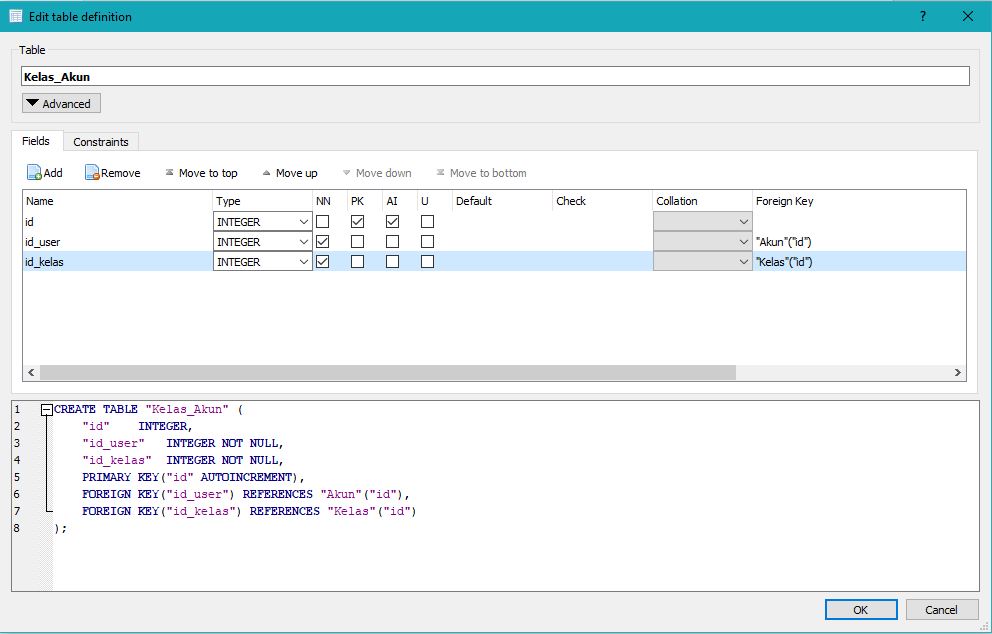 Edit table definition
?
Table
Kelas_Akun
Advanced
Fields Constraints
Add Remove Move to top Move up Move down Move to bottom
Name Type NN PK AI U Default Check Collation Foreign Key
id INTEGER
id_user INTEGER "Akun"("id")
id_kelas INTEGER "Kelas"("id")
1 CREATE TABLE "Kelas_Akun" (
2 "id" INTEGER,
3 "id_user" INTEGER NOT NULL,
4 "id_kelas" INTEGER NOT NULL,
5 PRIMARY KEY("id" AUTOINCREMENT),
6 FOREIGN KEY("id_user") REFERENCES "Akun"("id"),
7 FOREIGN KEY("id_kelas") REFERENCES "Kelas"("id")
8 );
OK Cancel